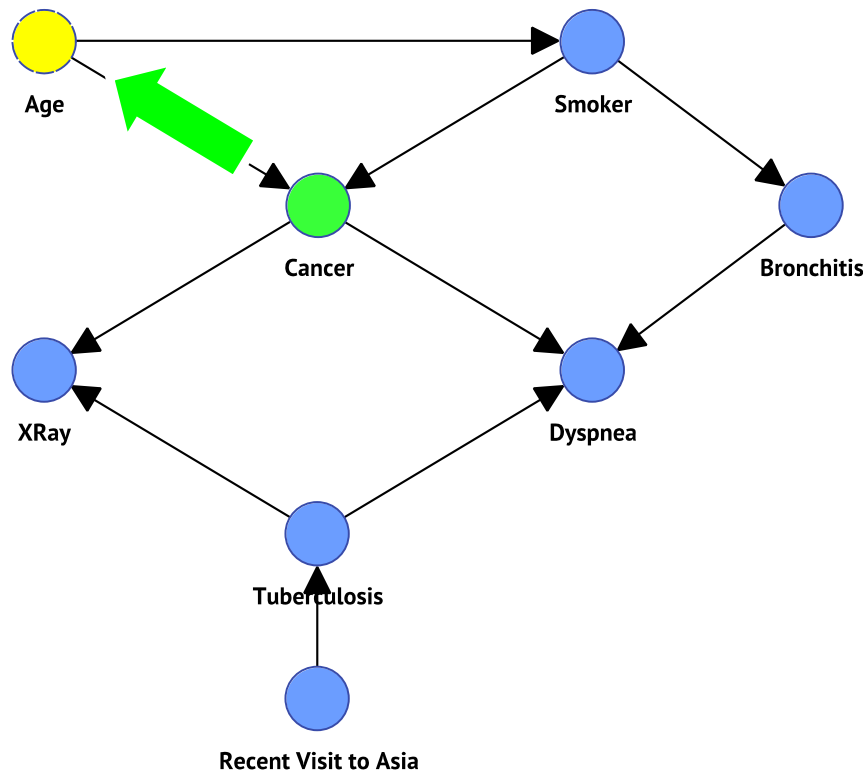 Age
Smoker
Cancer
Bronchitis
XRay
Dyspnea
Tuberculosis
Recent Visit to Asia